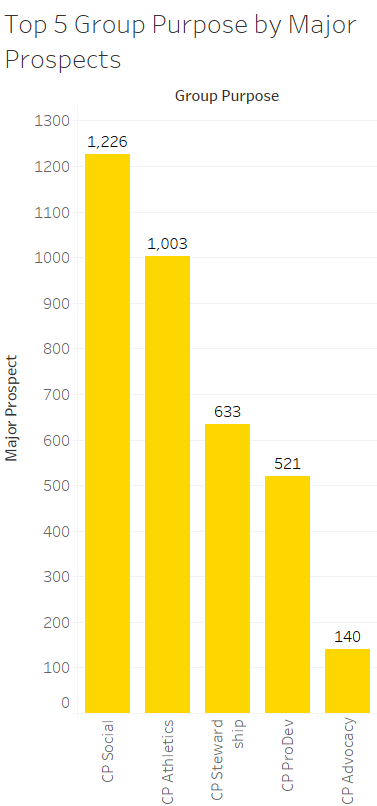 Top 5 Group Purpose by Major
Prospects
Group Purpose
Major Prospect
1300
1200
1100
1000
900
800
700
600
500
400
300
200
100
0
1,226
1,003
633
521
140
CP Social
CP Athletics
CP Steward
ship
CP ProDev
CP Advocacy